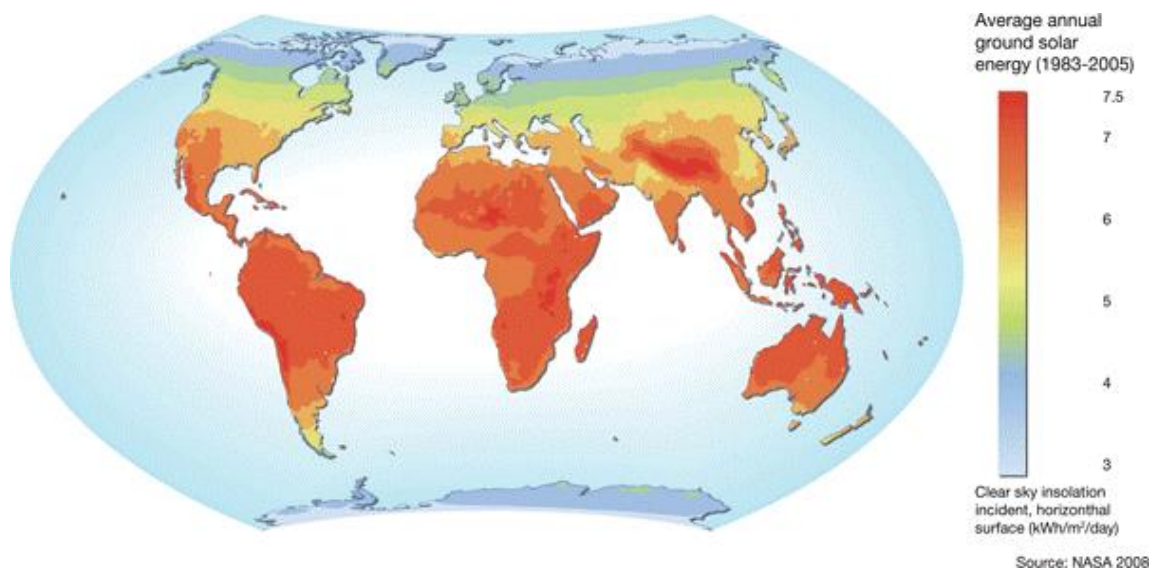 Average annual
ground solar
energy (1983-2005)
7.5
7
6
5
4
3
Clear sky insolation
incident, horizonthal
surface (kWh/m²/day)
Source: NASA 2008